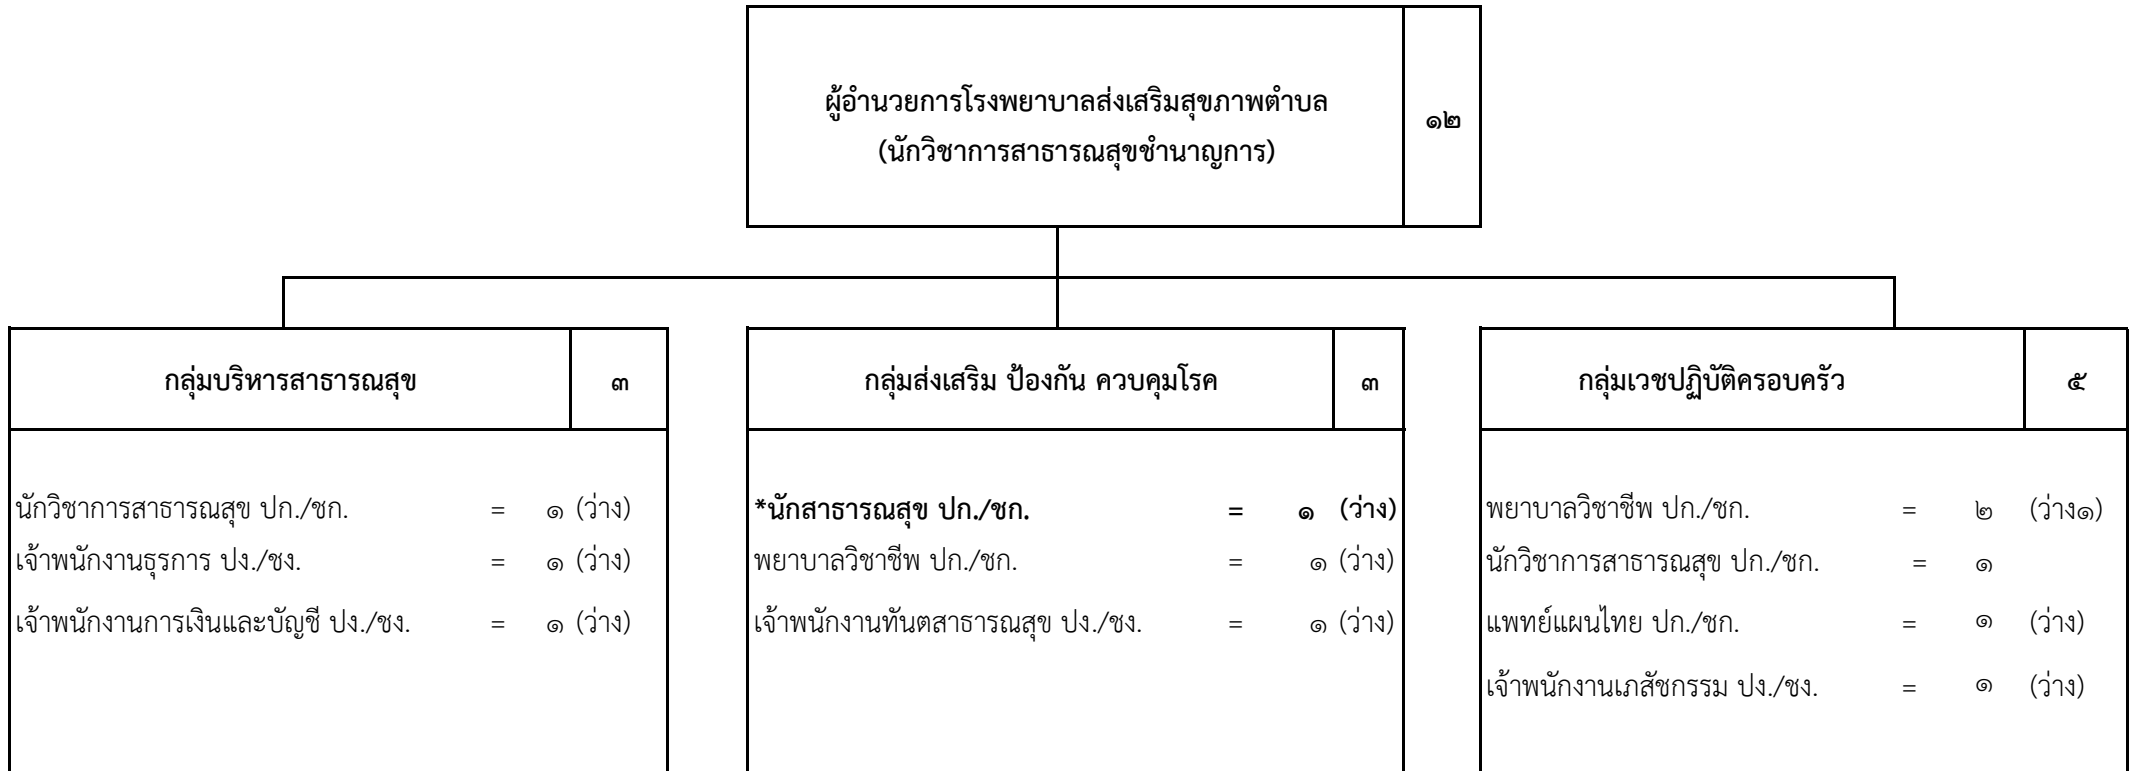 ผู้อำนวยการโรงพยาบาลส่งเสริมสุขภาพตำบล
(นักวิชาการสาธารณสุขชำนาญการ)
๑๒
กลุ่มบริหารสาธารณสุข ๓
นักวิชาการสาธารณสุข ปก./ชก. = ๑ (ว่าง)
เจ้าพนักงานธุรการ ปง./ชง. = ๑ (ว่าง)
เจ้าพนักงานการเงินและบัญชี ปง./ชง. = ๑ (ว่าง)
กลุ่มส่งเสริม ป้องกัน ควบคุมโรค ๓
*นักสาธารณสุข ปก./ชก. = ๑ (ว่าง)
พยาบาลวิชาชีพ ปก./ชก. = ๑ (ว่าง)
เจ้าพนักงานทันตสาธารณสุข ปง./ชง. = ๑ (ว่าง)
กลุ่มเวชปฏิบัติครอบครัว ๕
พยาบาลวิชาชีพ ปก./ชก. = ๒ (ว่าง๑)
นักวิชาการสาธารณสุข ปก./ชก. = ๑
แพทย์แผนไทย ปก./ชก. = ๑ (ว่าง)
เจ้าพนักงานเภสัชกรรม ปง./ชง. = ๑ (ว่าง)